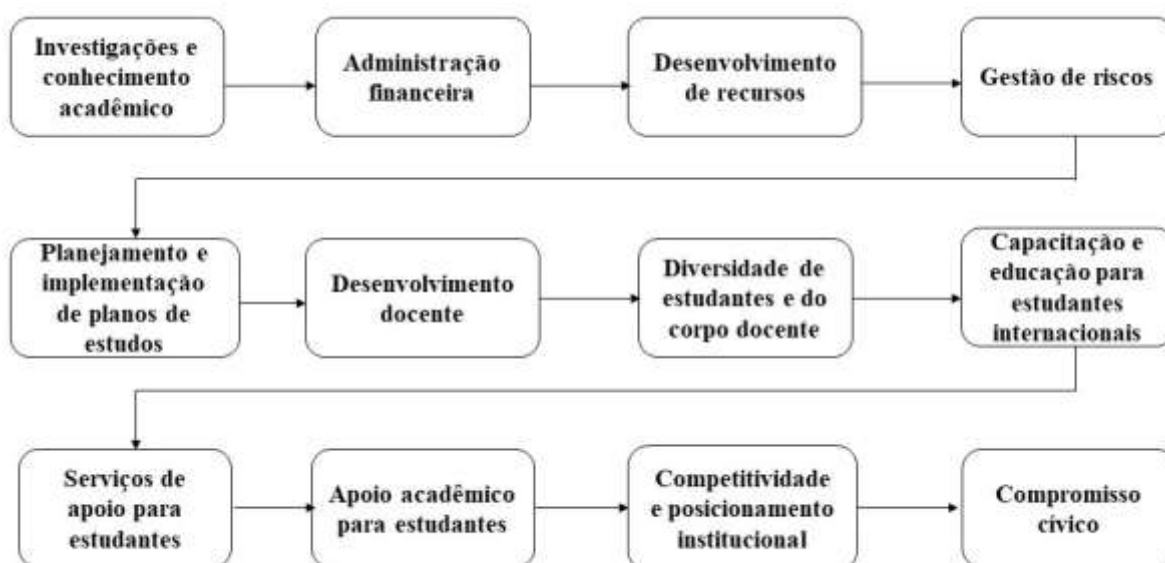 Investigações e
conhecimento
acadêmico
Administração
financeira
Desenvolvimento
de recursos
Gestão de riscos
Planejamento e
implementação
de planos de
estudos
Desenvolvimento
docente
Diversidade de
estudantes e do
corpo docente
Capacitação e
educação para
estudantes
internacionais
Serviços de
apoio para
estudantes
Apoio acadêmico
para estudantes
Competitividade
e posicionamento
institucional
Compromisso
cívico